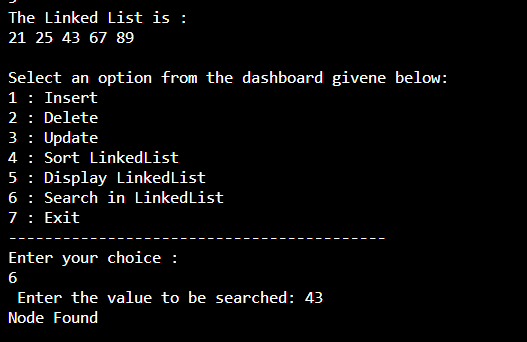 The Linked List is :
21 25 43 67 89
Select an option from the dashboard givene below:
1 : Insert
2 : Delete
3 : Update
4 : Sort LinkedList
5 : Display LinkedList
6 : Search in LinkedList
7 : Exit
------------------------------------------
Enter your choice :
6
Enter the value to be searched: 43
Node Found